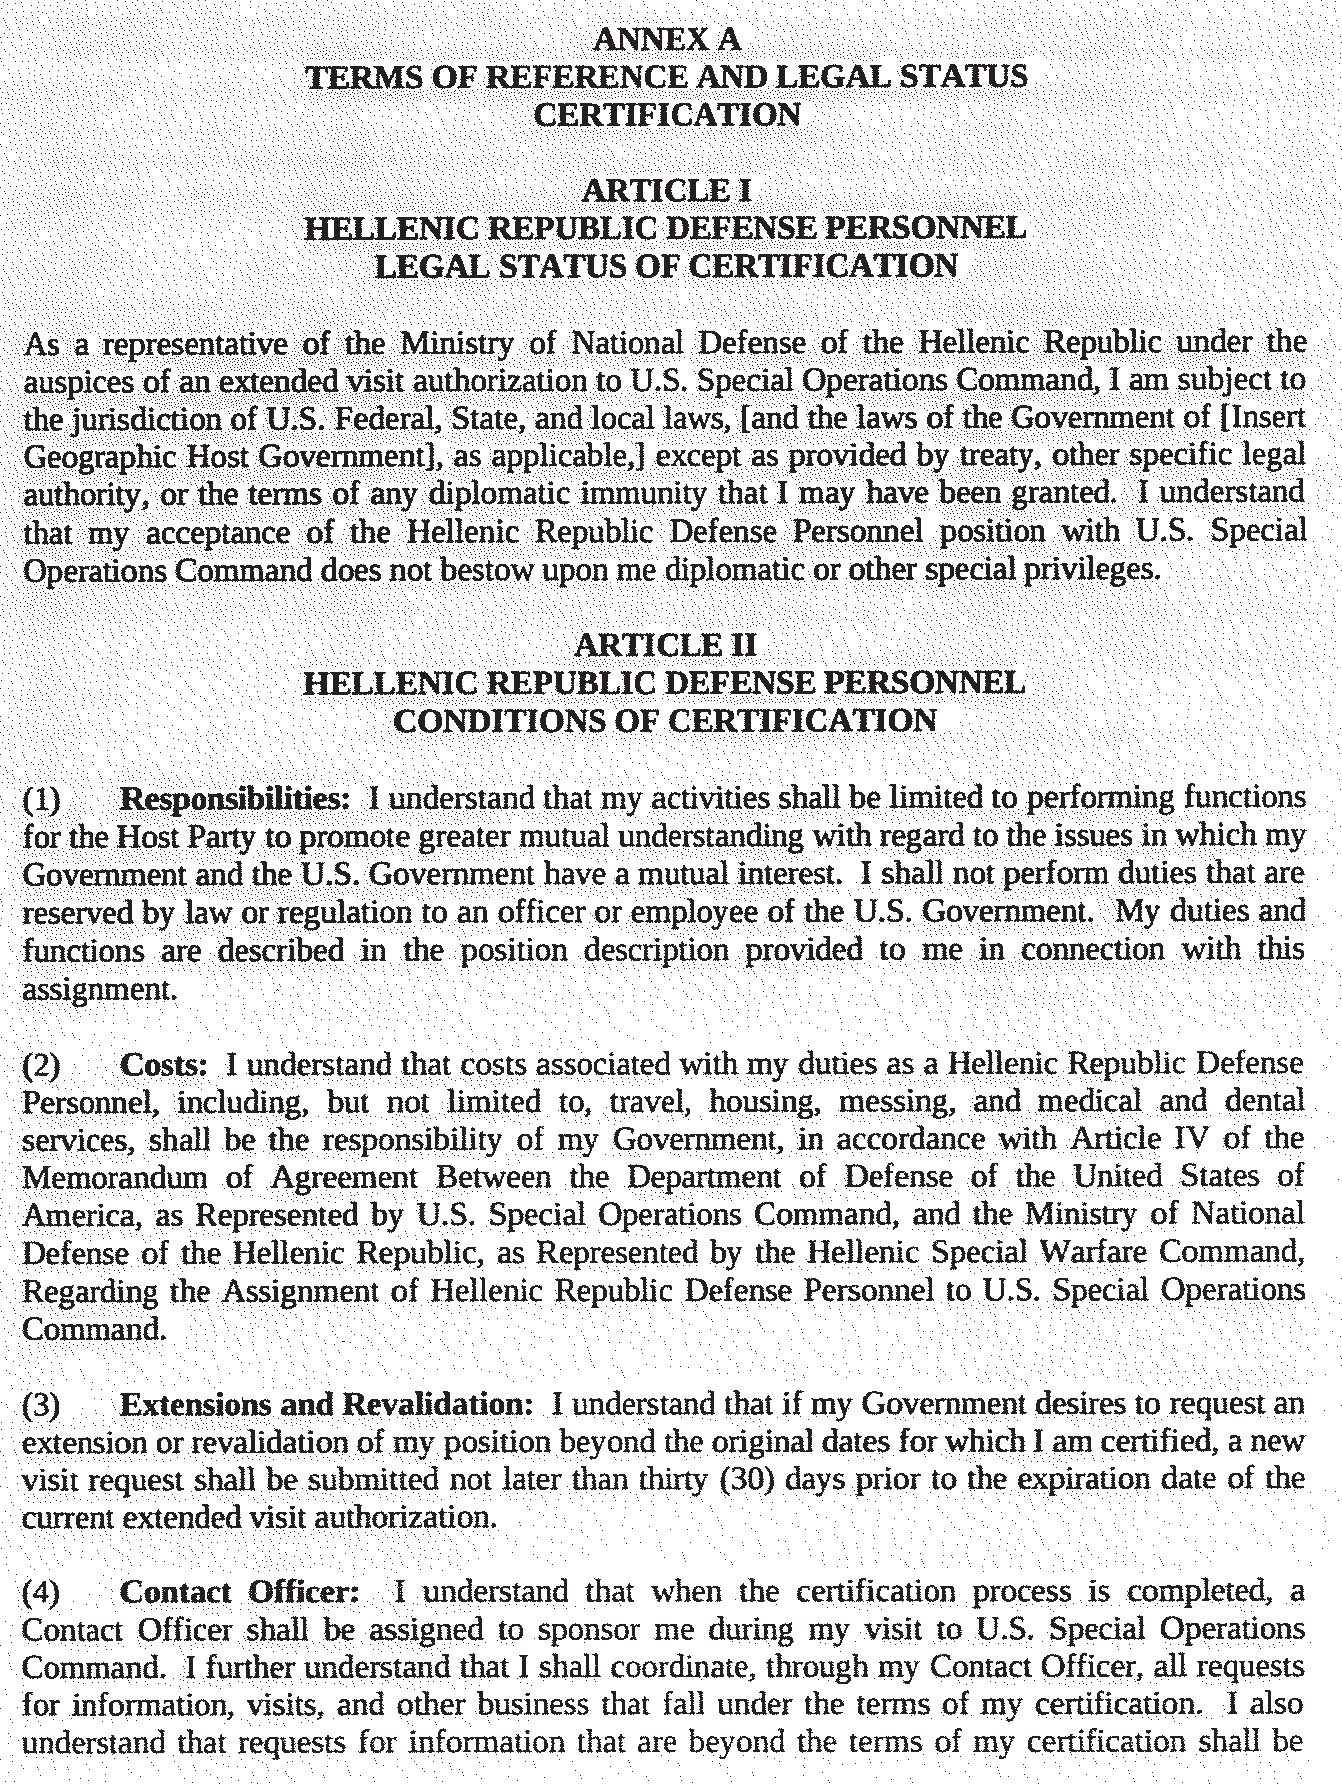 ANNEX A
TERMS OF REFERENCE AND LEGAL STATUS
CERTIFICATION
ARTICLE I
HELLENIC REPUBLIC DEFENSE PERSONNEL
LEGAL STATUS OF CERTIFICATION
As a representative of the Ministry of National Defense of the Hellenic Republic under the
auspices of an extended visit authorization to U.S. Special Operations Command, I am subject to
the jurisdiction of U.S. Federal, State, and local laws, [and the laws of the Government of [Insert
Geographic Host Government], as applicable,] except as provided by treaty, other specific legal
authority, or the terms of any diplomatic immunity that I may have been granted. I understand
that my acceptance of the Hellenic Republic Defense Personnel position with U.S. Special
Operations Command does not bestow upon me diplomatic or other special privileges.
ARTICLE II
HELLENIC REPUBLIC DEFENSE PERSONNEL
CONDITIONS OF CERTIFICATION
(1) Responsibilities: I understand that my activities shall be limited to performing functions
for the Host Party to promote greater mutual understanding with regard to the issues in which my
Government and the U.S. Government have a mutual interest. I shall not perform duties that are
reserved by law or regulation to an officer or employee of the U.S. Government. My duties and
functions are described in the position description provided to me in connection with this
assignment.
(2) Costs: I understand that costs associated with my duties as a Hellenic Republic Defense
Personnel, including, but not limited to, travel, housing, messing, and medical and dental
services, shall be the responsibility of my Government, in accordance with Article IV of the
Memorandum of Agreement Between the Department of Defense of the United States of
America, as Represented by U.S. Special Operations Command, and the Ministry of National
Defense of the Hellenic Republic, as Represented by the Hellenic Special Warfare Command,
Regarding the Assignment of Hellenic Republic Defense Personnel to U.S. Special Operations
Command.
(3) Extensions and Revalidation: I understand that if my Government desires to request an
extension or revalidation of my position beyond the original dates for which I am certified, a new
visit request shall be submitted not later than thirty (30) days prior to the expiration date of the
current extended visit authorization.
(4) Contact Officer: I understand that when the certification process is completed, a
Contact Officer shall be assigned to sponsor me during my visit to U.S. Special Operations
Command. I further understand that I shall coordinate, through my Contact Officer, all requests
for information, visits, and other business that fall under the terms of my certification. I also
understand that requests for information that are beyond the terms of my certification shall be